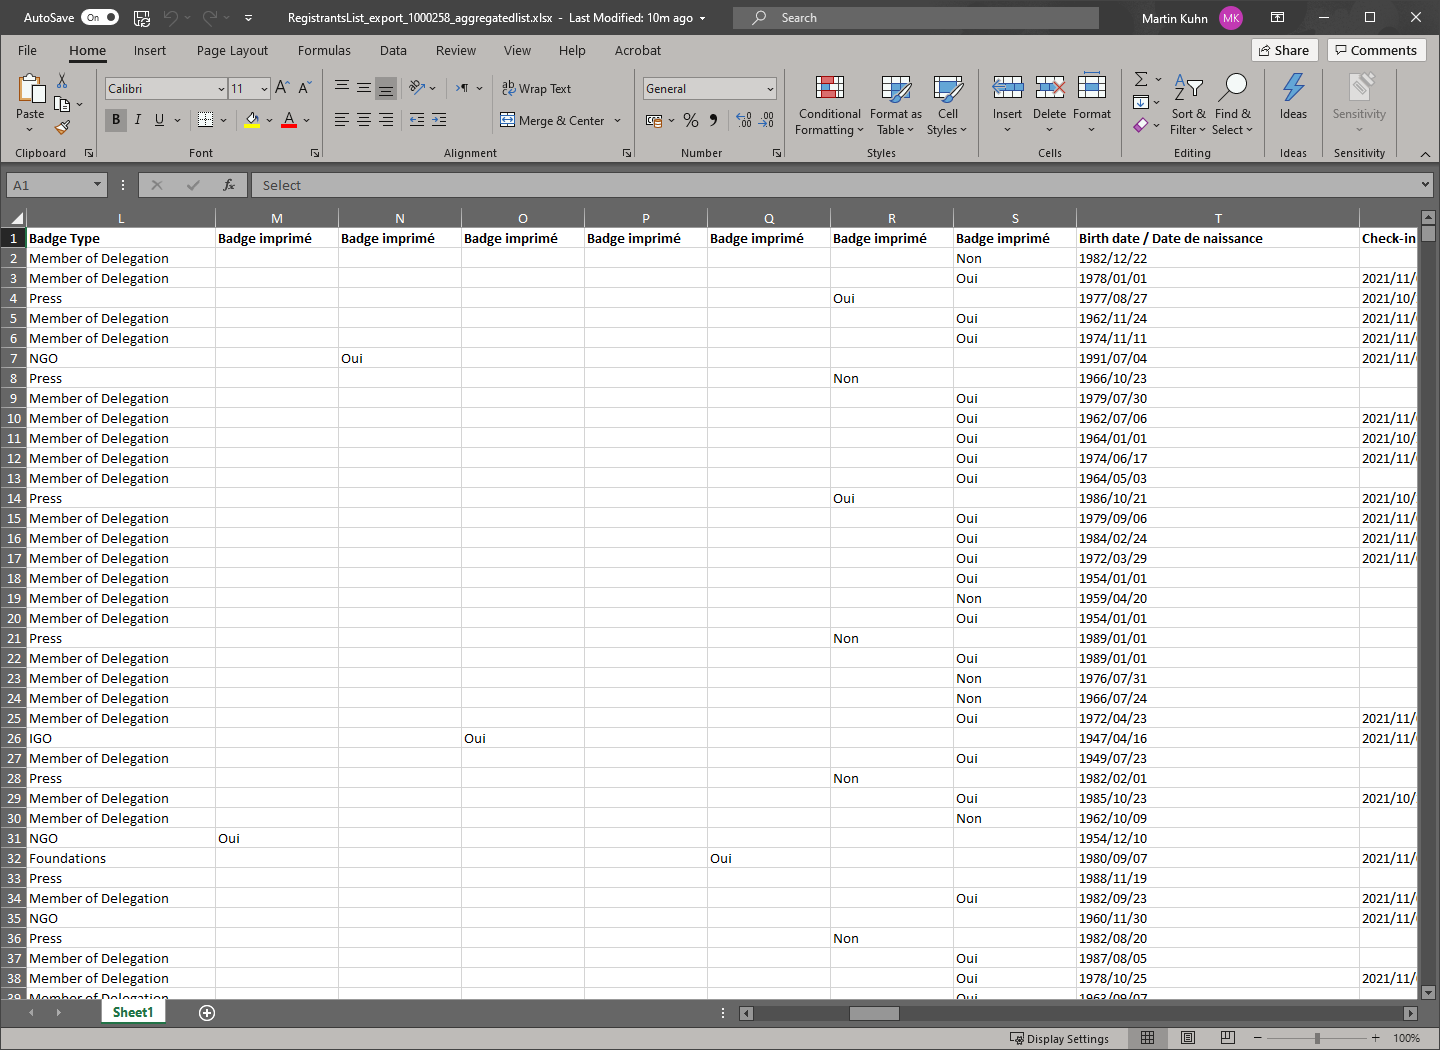 AutoSave On RegistrantsList_export_1000258_aggregatedlist.xlsx - Last Modified: 10m ago Search Martin Kuhn MK
File Home Insert Page Layout Formulas Data Review View Help Acrobat Share Comments
Calibri 11 ab Wrap Text General
Paste B I U A Merge & Center % Conditional Formatting Format as Table Cell Styles Insert Delete Format Sort & Filter Find & Select Ideas Sensitivity
Clipboard Font Alignment Number Styles Cells Editing Ideas Sensitivity
A1 fx Select
L M N O P Q R S T
1 Badge Type Badge imprimé Badge imprimé Badge imprimé Badge imprimé Badge imprimé Badge imprimé Badge imprimé Birth date / Date de naissance Check-in
2 Member of Delegation Non 1982/12/22
3 Member of Delegation Oui 1978/01/01 2021/11/
4 Press Oui 1977/08/27 2021/10/
5 Member of Delegation Oui 1962/11/24 2021/11/
6 Member of Delegation Oui 1974/11/11 2021/11/
7 NGO Oui 1991/07/04 2021/11/
8 Press Non 1966/10/23
9 Member of Delegation Oui 1979/07/30
10 Member of Delegation Oui 1962/07/06 2021/11/
11 Member of Delegation Oui 1964/01/01 2021/10/
12 Member of Delegation Oui 1974/06/17 2021/11/
13 Member of Delegation Oui 1964/05/03
14 Press Oui 1986/10/21 2021/10/
15 Member of Delegation Oui 1979/09/06 2021/11/
16 Member of Delegation Oui 1984/02/24 2021/11/
17 Member of Delegation Oui 1972/03/29 2021/11/
18 Member of Delegation Oui 1954/01/01
19 Member of Delegation Non 1959/04/20
20 Member of Delegation Oui 1954/01/01
21 Press Non 1989/01/01
22 Member of Delegation Oui 1989/01/01
23 Member of Delegation Non 1976/07/31
24 Member of Delegation Non 1966/07/24
25 Member of Delegation Oui 1972/04/23 2021/11/
26 IGO Oui 1947/04/16 2021/11/
27 Member of Delegation Oui 1949/07/23
28 Press Non 1982/02/01
29 Member of Delegation Oui 1985/10/23 2021/10/
30 Member of Delegation Non 1962/10/09
31 NGO Oui 1954/12/10
32 Foundations Oui 1980/09/07 2021/11/
33 Press 1988/11/19
34 Member of Delegation Oui 1982/09/23 2021/11/
35 NGO 1960/11/30 2021/11/
36 Press Non 1982/08/20
37 Member of Delegation Oui 1987/08/05
38 Member of Delegation Oui 1978/10/25 2021/11/
39 Member of Delegation Oui 1963/09/07
Sheet1
Display Settings 100%